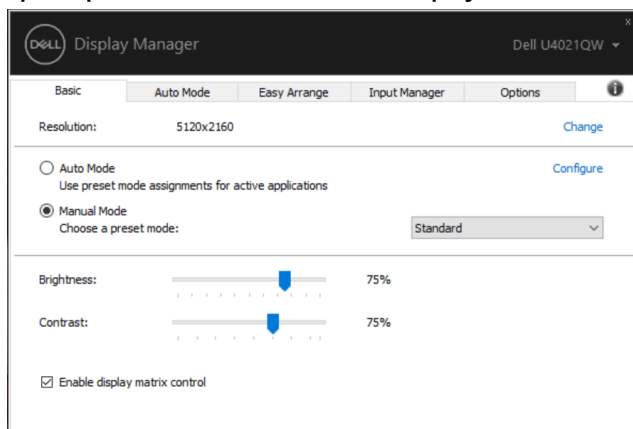 DELL Display Manager
Dell U4021QW
x
Basic
Auto Mode
Easy Arrange
Input Manager
Options
i
Resolution: 5120x2160 Change
Auto Mode Configure
Use preset mode assignments for active applications
Manual Mode
Choose a preset mode: Standard
Brightness: 75%
Contrast: 75%
Enable display matrix control